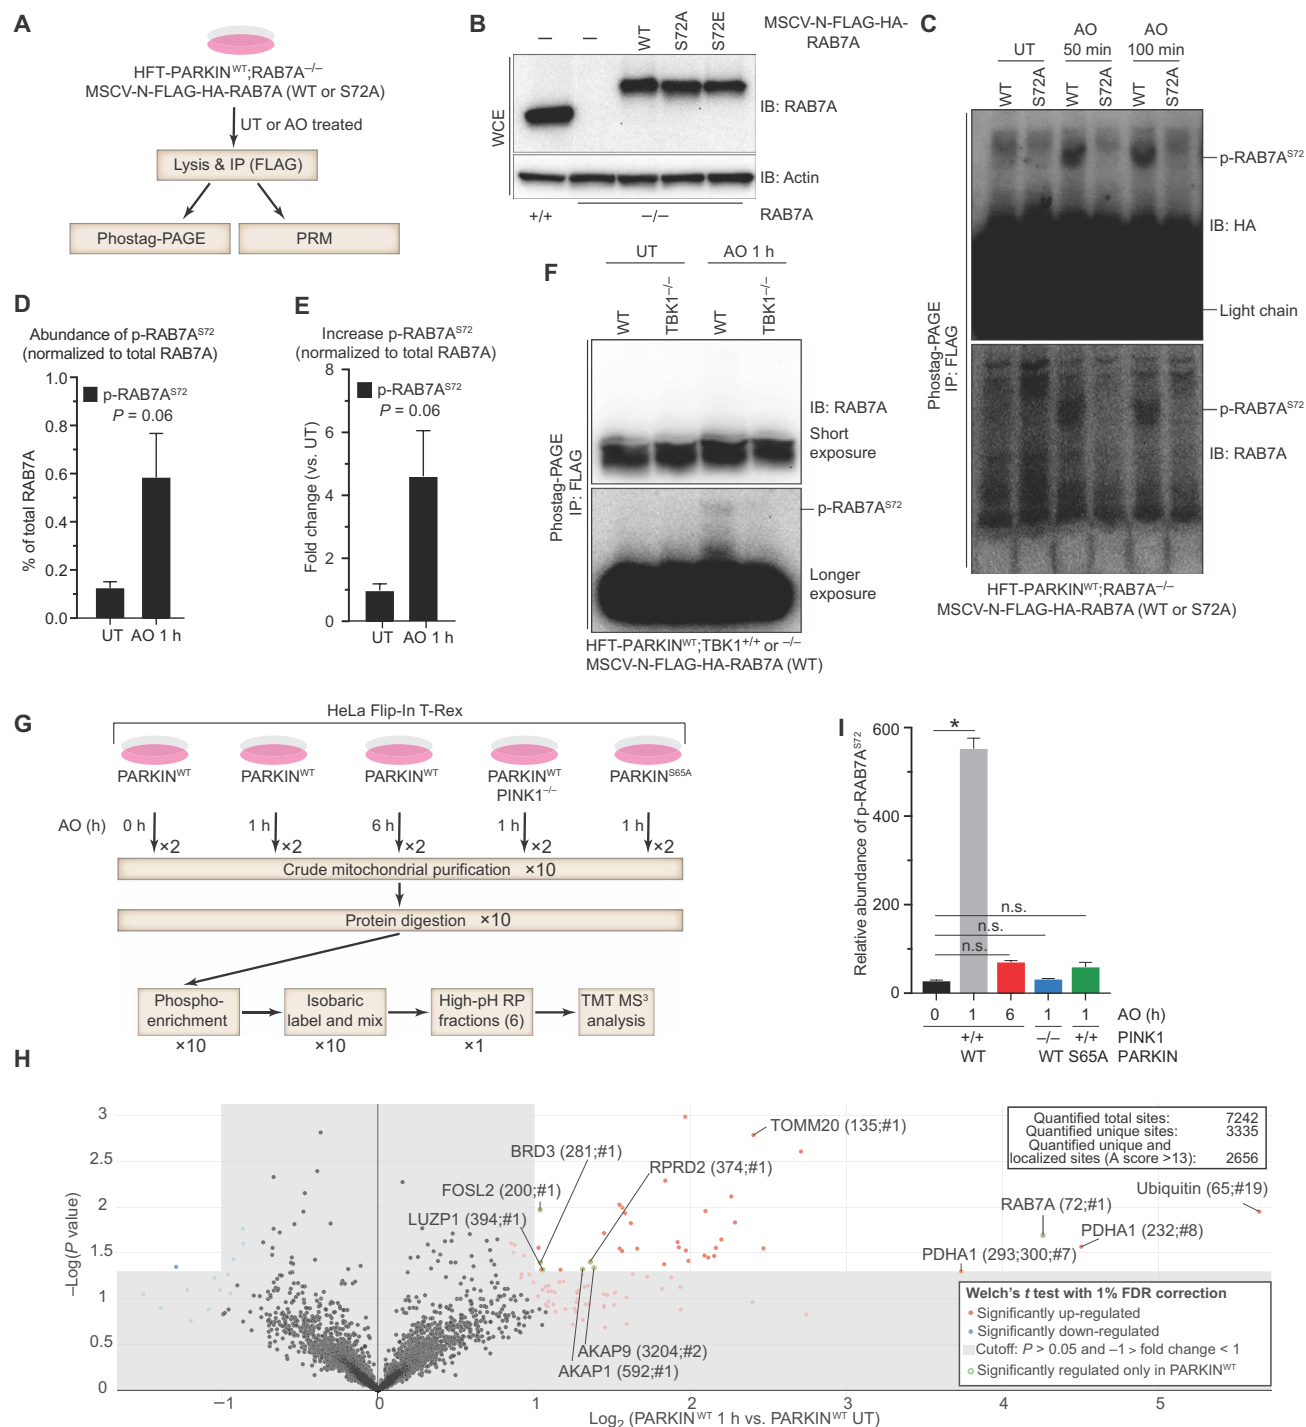 A
HFT-PARKINᵂᵀ;RAB7A⁻/⁻
MSCV-N-FLAG-HA-RAB7A (WT or S72A)
UT or AO treated
Lysis & IP (FLAG)
Phostag-PAGE
PRM
B
– – WT S72A S72E
MSCV-N-FLAG-HA-
RAB7A
WCE
IB: RAB7A
IB: Actin
+/+ –/– RAB7A
C
UT
AO
50 min
AO
100 min
WT S72A WT S72A WT S72A
p-RAB7Aˢ⁷²
IB: HA
Light chain
p-RAB7Aˢ⁷²
IB: RAB7A
Phostag-PAGE
IP: FLAG
HFT-PARKINᵂᵀ;RAB7A⁻/⁻
MSCV-N-FLAG-HA-RAB7A (WT or S72A)
D
Abundance of p-RAB7Aˢ⁷²
(normalized to total RAB7A)
p-RAB7Aˢ⁷²
P = 0.06
% of total RAB7A
1.0
0.8
0.6
0.4
0.2
0.0
UT AO 1 h
E
Increase p-RAB7Aˢ⁷²
(normalized to total RAB7A)
p-RAB7Aˢ⁷²
P = 0.06
Fold change (vs. UT)
8
6
4
2
0
UT AO 1 h
F
UT AO 1 h
WT TBK1⁻/⁻ WT TBK1⁻/⁻
IB: RAB7A
Short
exposure
p-RAB7Aˢ⁷²
Longer
exposure
Phostag-PAGE
IP: FLAG
HFT-PARKINᵂᵀ;TBK1⁺/⁺ or ⁻/⁻
MSCV-N-FLAG-HA-RAB7A (WT)
G
HeLa Flip-In T-Rex
PARKINᵂᵀ PARKINᵂᵀ PARKINᵂᵀ PARKINᵂᵀ PARKINˢ⁶⁵ᴬ
PINK1⁻/⁻
AO (h) 0 h 1 h 6 h 1 h 1 h
×2 ×2 ×2 ×2 ×2
Crude mitochondrial purification ×10
Protein digestion ×10
Phospho-
enrichment
×10
Isobaric
label and mix
×10
High-pH RP
fractions (6)
×1
TMT MS³
analysis
I
Relative abundance of p-RAB7Aˢ⁷²
600
400
200
0
*
n.s.
n.s.
n.s.
0 1 6 1 1 AO (h)
+/+ –/– +/+ PINK1
WT WT S65A PARKIN
H
–Log(P value)
3
2.5
2
1.5
1
0.5
0
TOMM20 (135;#1)
BRD3 (281;#1)
RPRD2 (374;#1)
FOSL2 (200;#1)
LUZP1 (394;#1)
AKAP9 (3204;#2)
AKAP1 (592;#1)
Ubiquitin (65;#19)
RAB7A (72;#1)
PDHA1 (232;#8)
PDHA1 (293;300;#7)
Quantified total sites: 7242
Quantified unique sites: 3335
Quantified unique and
localized sites (A score >13): 2656
Welch's t test with 1% FDR correction
Significantly up-regulated
Significantly down-regulated
Cutoff: P > 0.05 and –1 > fold change < 1
Significantly regulated only in PARKINᵂᵀ
–1 0 1 2 3 4 5
Log₂ (PARKINᵂᵀ 1 h vs. PARKINᵂᵀ UT)